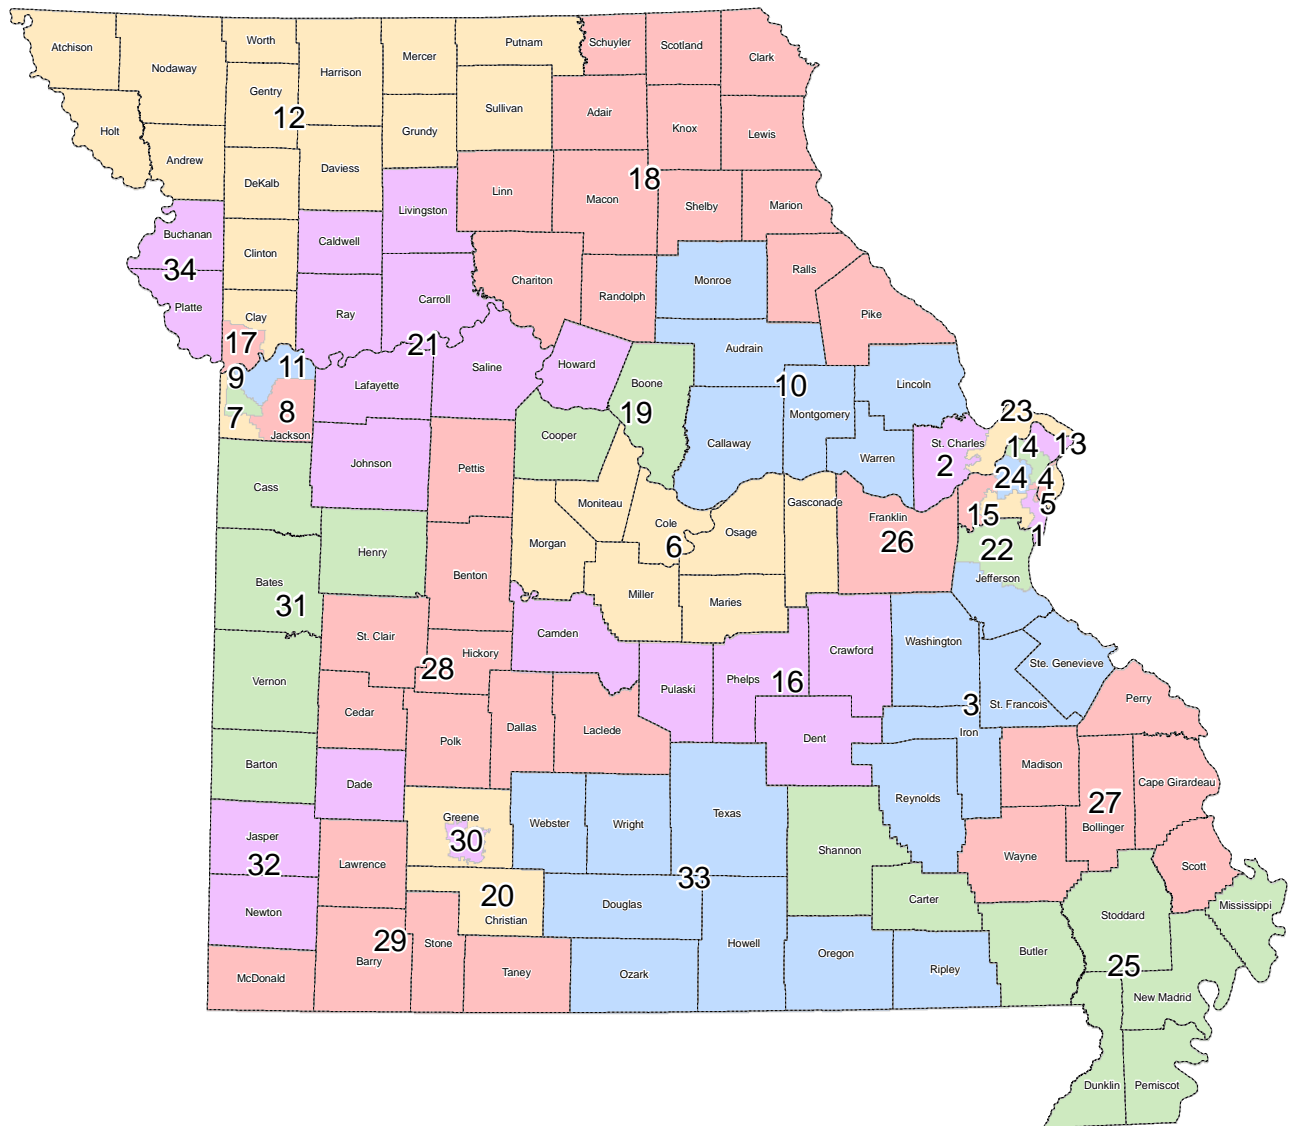 Atchison
Nodaway
Worth
Harrison
Mercer
Putnam
Schuyler
Scotland
Clark
Gentry
12
Sullivan
Adair
Holt
Andrew
Grundy
Knox
Lewis
DeKalb
Daviess
18
Linn
Macon
Shelby
Marion
Livingston
Buchanan
Caldwell
Clinton
34
Platte
Clay
Ray
Carroll
Chariton
Randolph
Monroe
Ralls
Pike
17
21
9
11
Saline
Howard
Audrain
Lafayette
Boone
10
Lincoln
7
8
Jackson
19
Montgomery
23
Cooper
Callaway
St. Charles
14
13
Johnson
Pettis
Warren
2
24
4
Cass
Moniteau
Gasconade
15
5
Franklin
Cole
Osage
1
26
6
22
Henry
Morgan
Jefferson
Bates
31
Benton
Miller
Maries
St. Clair
Camden
Washington
Hickory
Crawford
Ste. Genevieve
28
Vernon
Pulaski
Phelps
16
3
St. Francois
Perry
Cedar
Polk
Dallas
Laclede
Dent
Iron
Barton
Dade
Madison
Cape Girardeau
Reynolds
27
Bollinger
Greene
Webster
Wright
Texas
Jasper
30
32
Lawrence
Shannon
Wayne
Scott
33
20
Christian
Douglas
Carter
Mississippi
Newton
Stoddard
29
Barry
Stone
Howell
Oregon
Butler
25
McDonald
Taney
Ozark
Ripley
New Madrid
Dunklin
Pemiscot